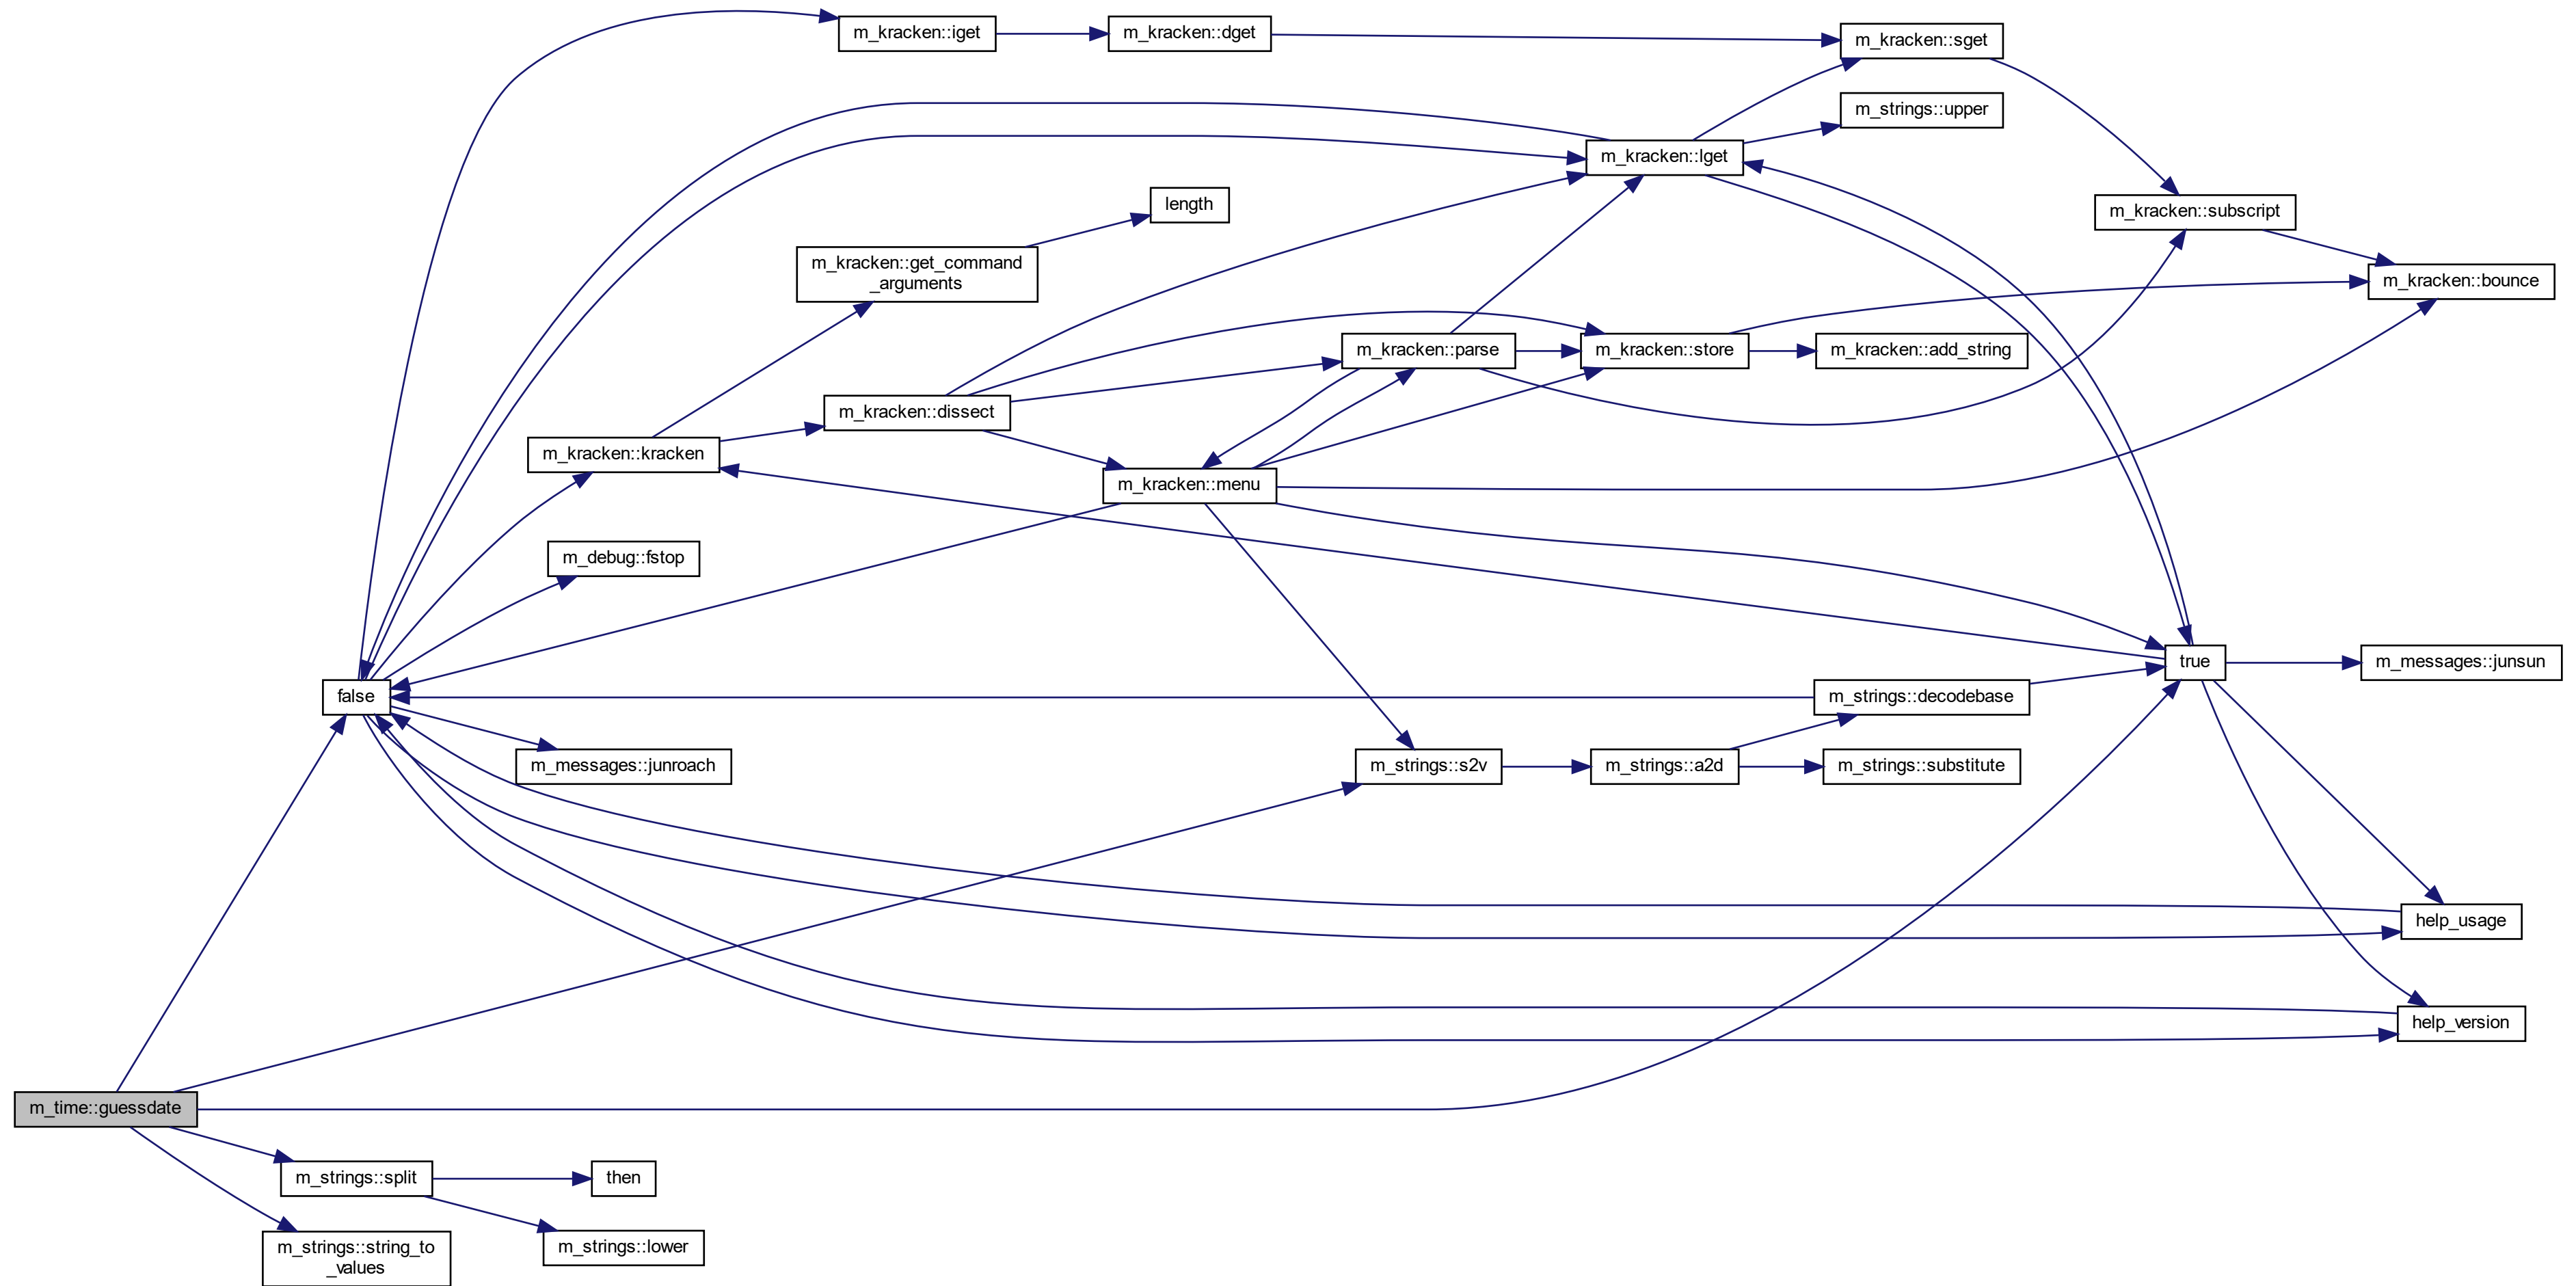 m_kracken::iget
m_kracken::dget
m_kracken::sget
m_strings::upper
m_kracken::lget
length
m_kracken::subscript
m_kracken::get_command
_arguments
m_kracken::bounce
m_kracken::parse
m_kracken::store
m_kracken::add_string
m_kracken::dissect
m_kracken::kracken
m_kracken::menu
m_debug::fstop
true
m_messages::junsun
false
m_strings::decodebase
m_messages::junroach
m_strings::s2v
m_strings::a2d
m_strings::substitute
help_usage
help_version
m_time::guessdate
m_strings::split
then
m_strings::string_to
_values
m_strings::lower